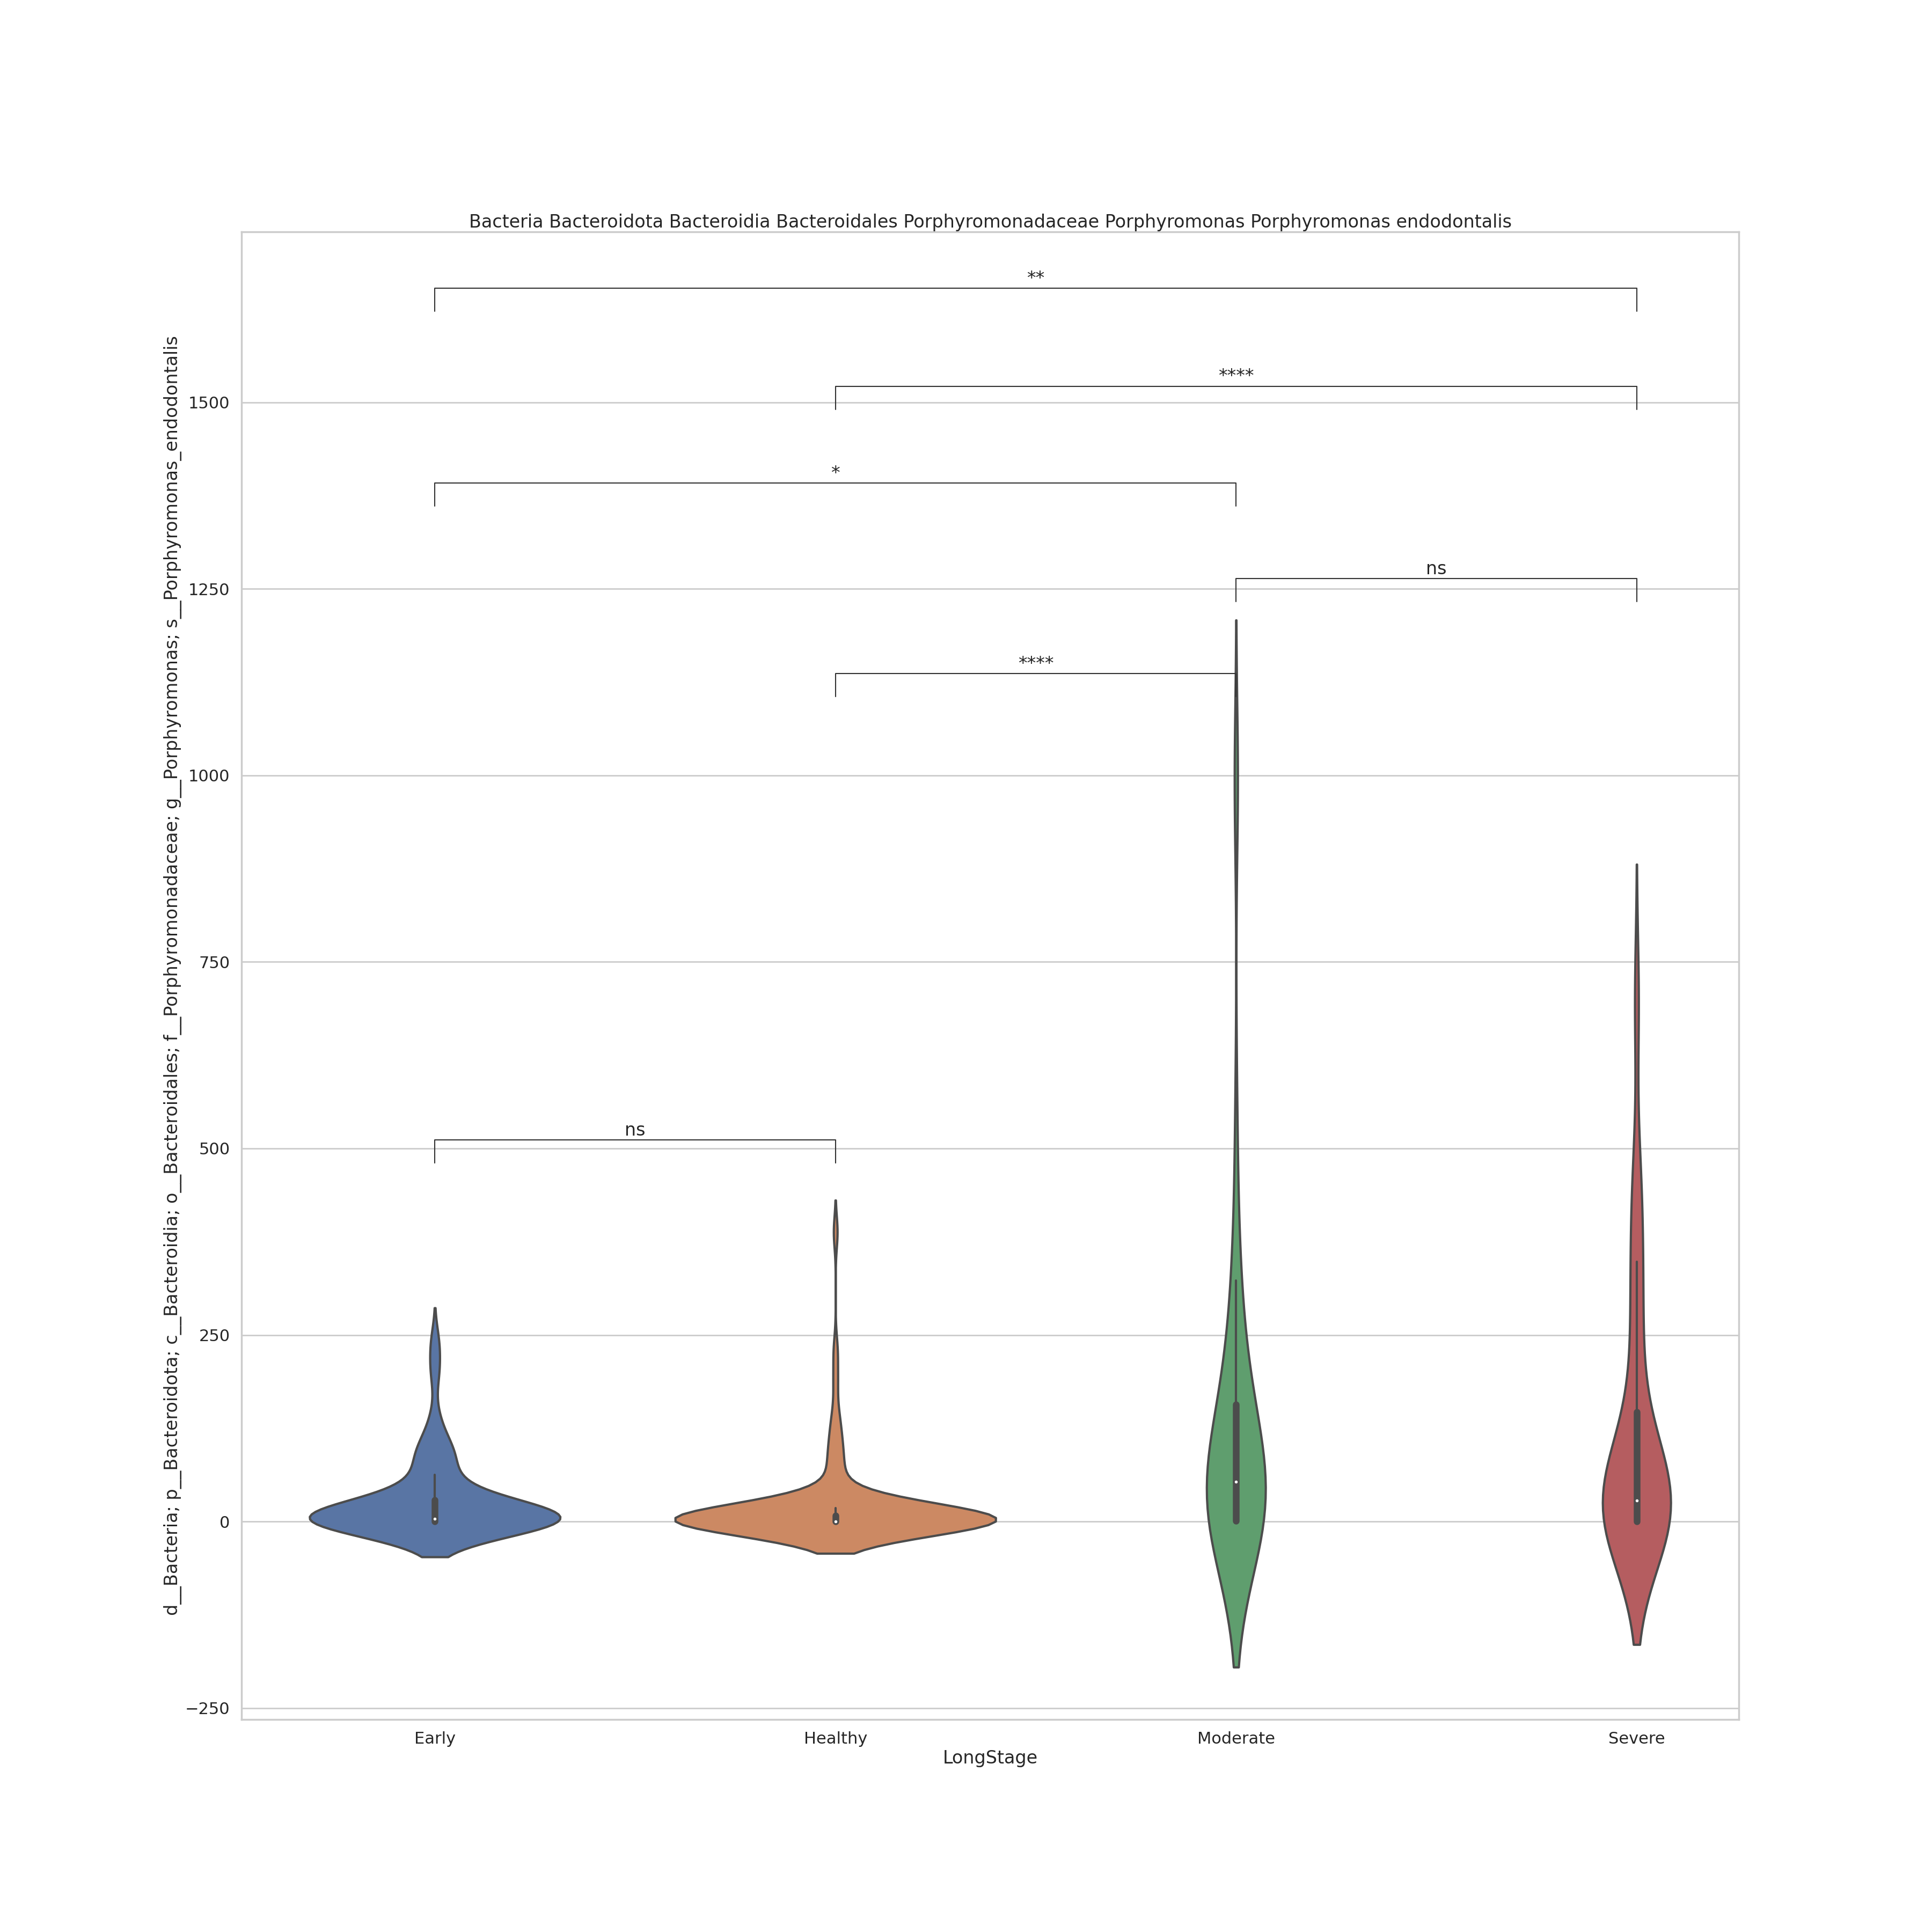 Bacteria Bacteroidota Bacteroidia Bacteroidales Porphyromonadaceae Porphyromonas Porphyromonas endodontalis
d__Bacteria; p__Bacteroidota; c__Bacteroidia; o__Bacteroidales; f__Porphyromonadaceae; g__Porphyromonas; s__Porphyromonas_endodontalis
**
****
1500
*
ns
1250
****
1000
750
ns
500
250
0
−250
Early Healthy Moderate Severe
LongStage